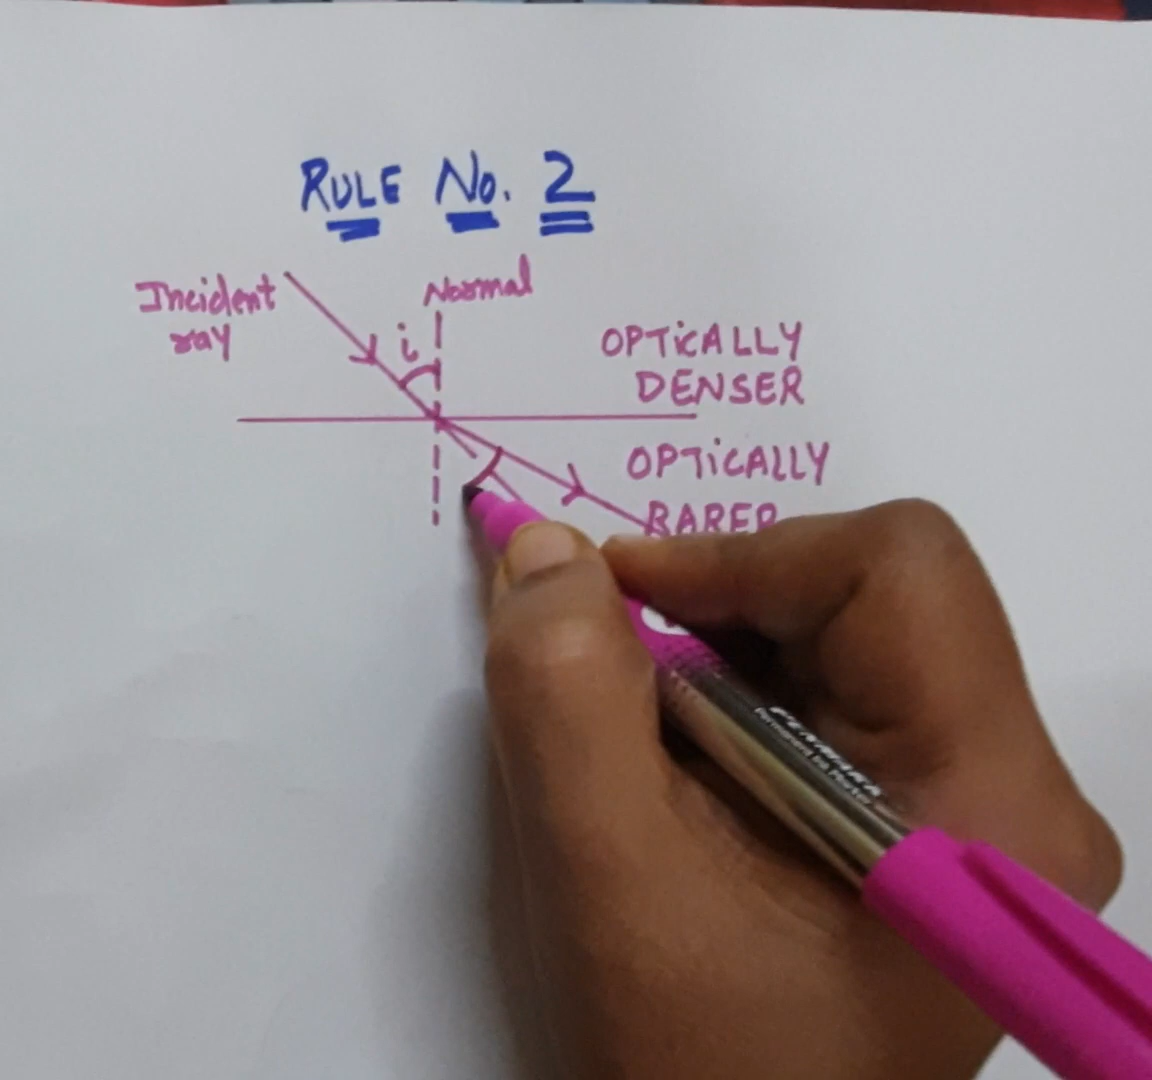 RULE No. 2
Incident
ray
Normal
i
OPTiCALLY
DENSER
OPTiCALLY
RARER